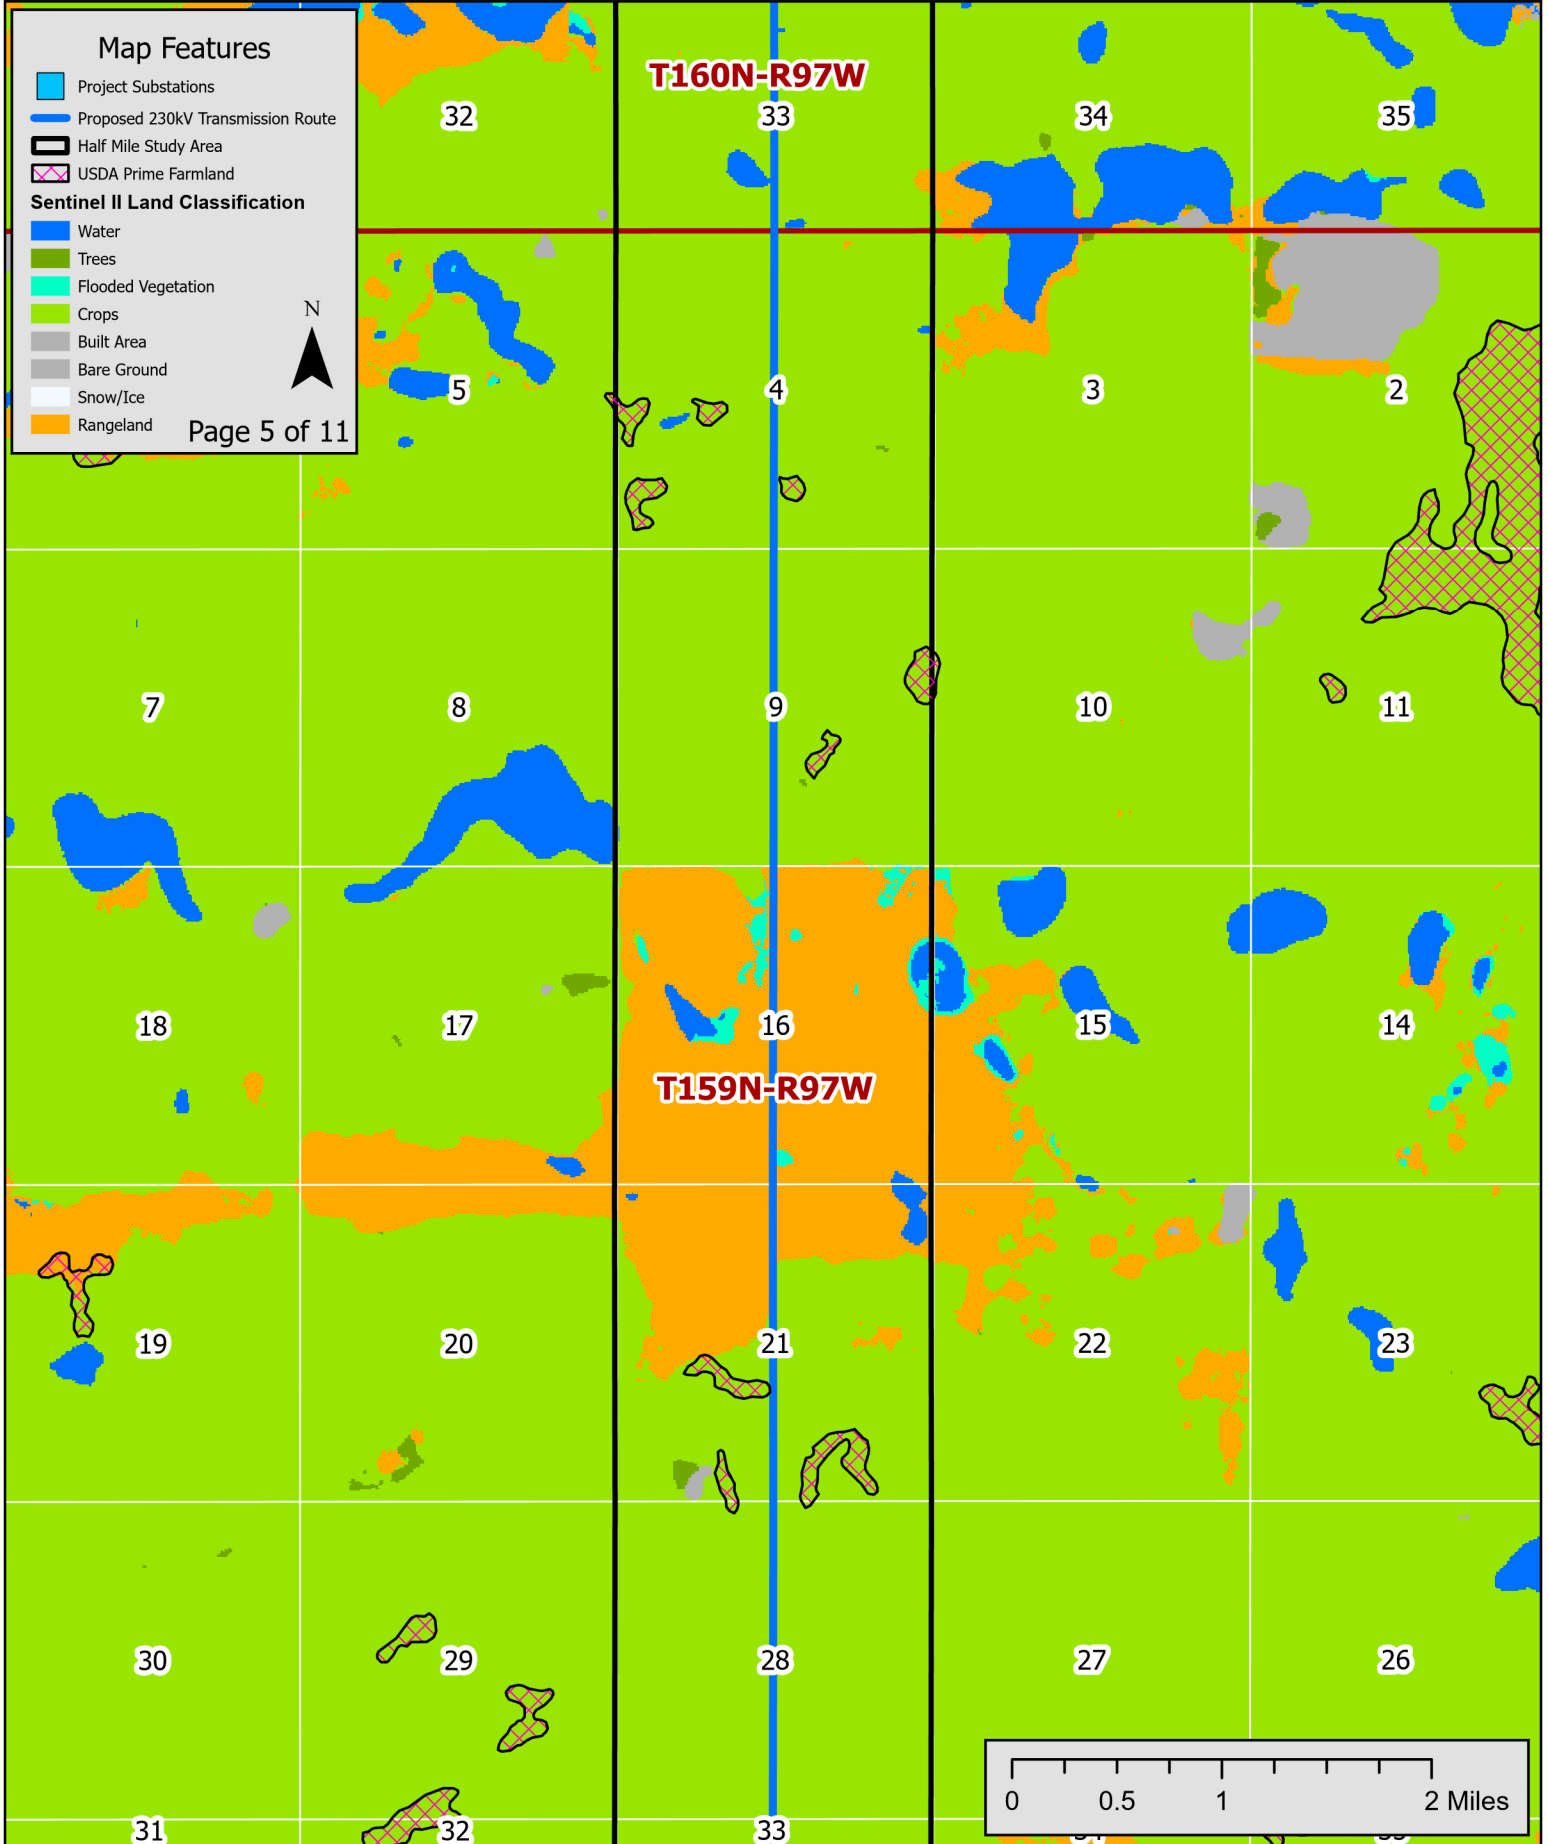 Map Features
Project Substations
Proposed 230kV Transmission Route
Half Mile Study Area
USDA Prime Farmland
Sentinel II Land Classification
Water
Trees
Flooded Vegetation
Crops
Built Area
Bare Ground
Snow/Ice
Rangeland
N
Page 5 of 11
T160N-R97W
32 33 34 35
5 4 3 2
7 8 9 10 11
18 17 16 15 14
T159N-R97W
19 20 21 22 23
30 29 28 27 26
31 32 33
0 0.5 1 2 Miles